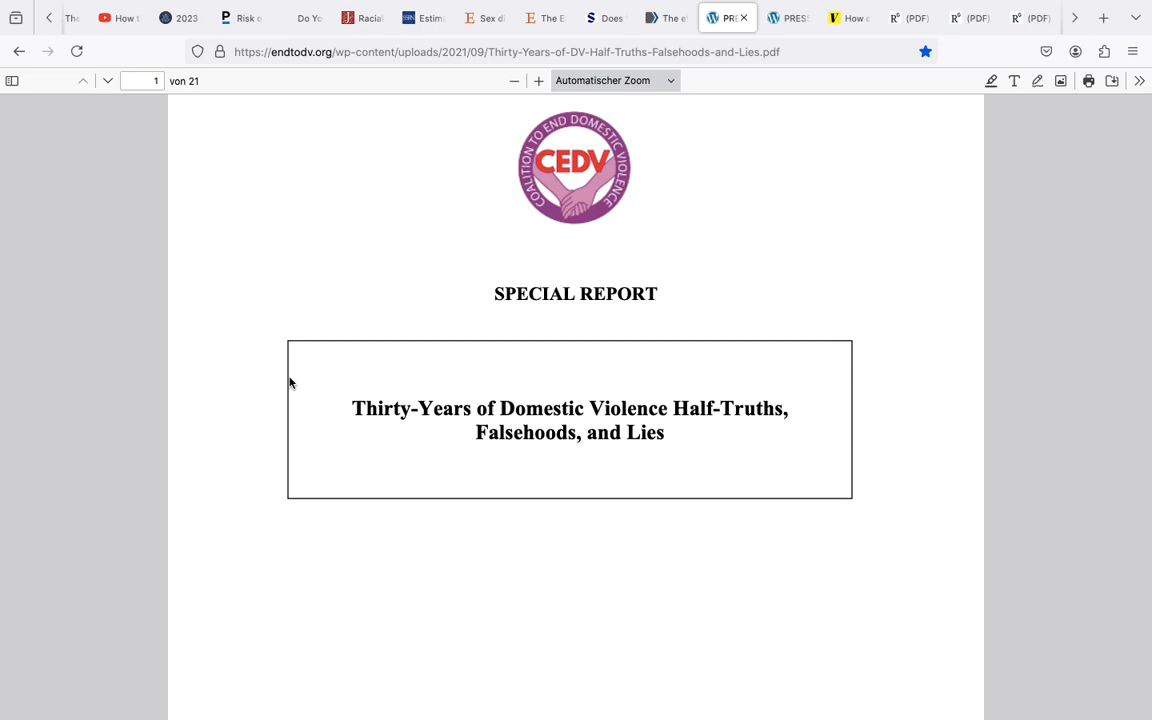 The
How t
2023
Risk o
Do Yo
Racia
Estim
Sex di
The E
Does
The e
PRE
PRES
How c
(PDF)
(PDF)
(PDF)
https://endtodv.org/wp-content/uploads/2021/09/Thirty-Years-of-DV-Half-Truths-Falsehoods-and-Lies.pdf
1 von 21
Automatischer Zoom
COALITION TO END DOMESTIC VIOLENCE
CEDV
SPECIAL REPORT
Thirty-Years of Domestic Violence Half-Truths,
Falsehoods, and Lies